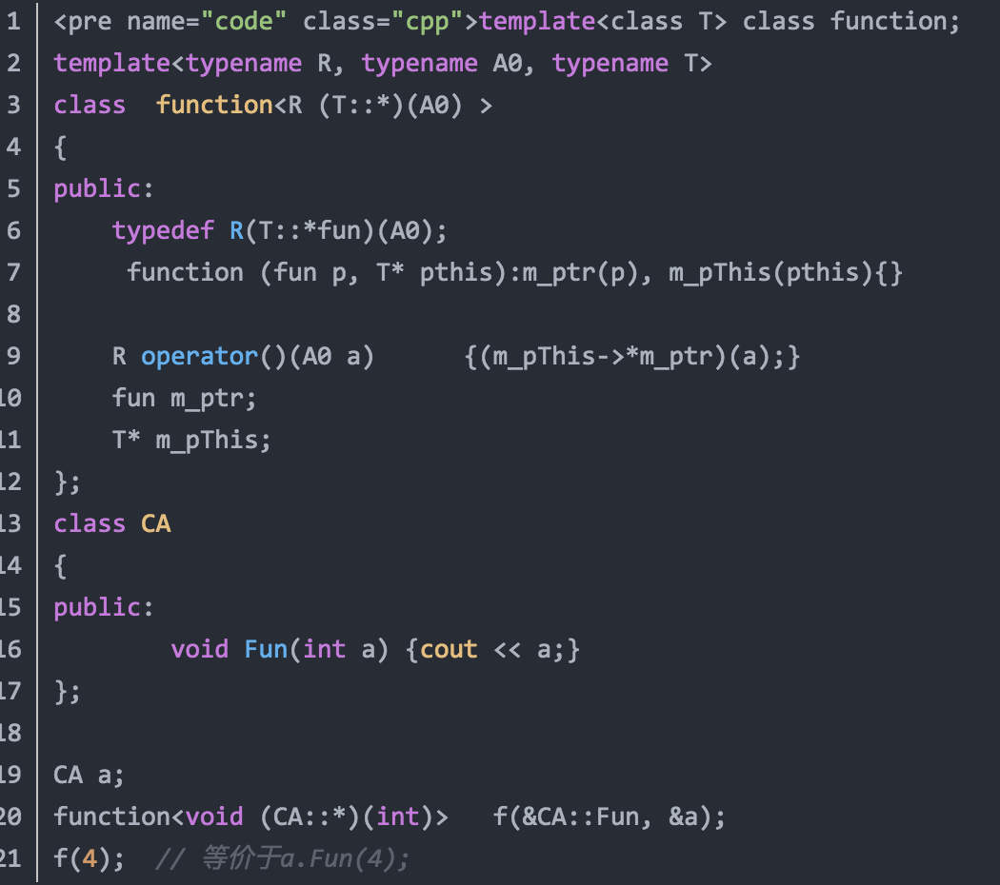 1 <pre name="code" class="cpp">template<class T> class function;
2 template<typename R, typename A0, typename T>
3 class  function<R (T::*)(A0) >
4 {
5 public:
6     typedef R(T::*fun)(A0);
7      function (fun p, T* pthis):m_ptr(p), m_pThis(pthis){}
8
9     R operator()(A0 a)      {(m_pThis->*m_ptr)(a);}
10     fun m_ptr;
11     T* m_pThis;
12 };
13 class CA
14 {
15 public:
16         void Fun(int a) {cout << a;}
17 };
18
19 CA a;
20 function<void (CA::*)(int)>   f(&CA::Fun, &a);
21 f(4);  // 等价于a.Fun(4);